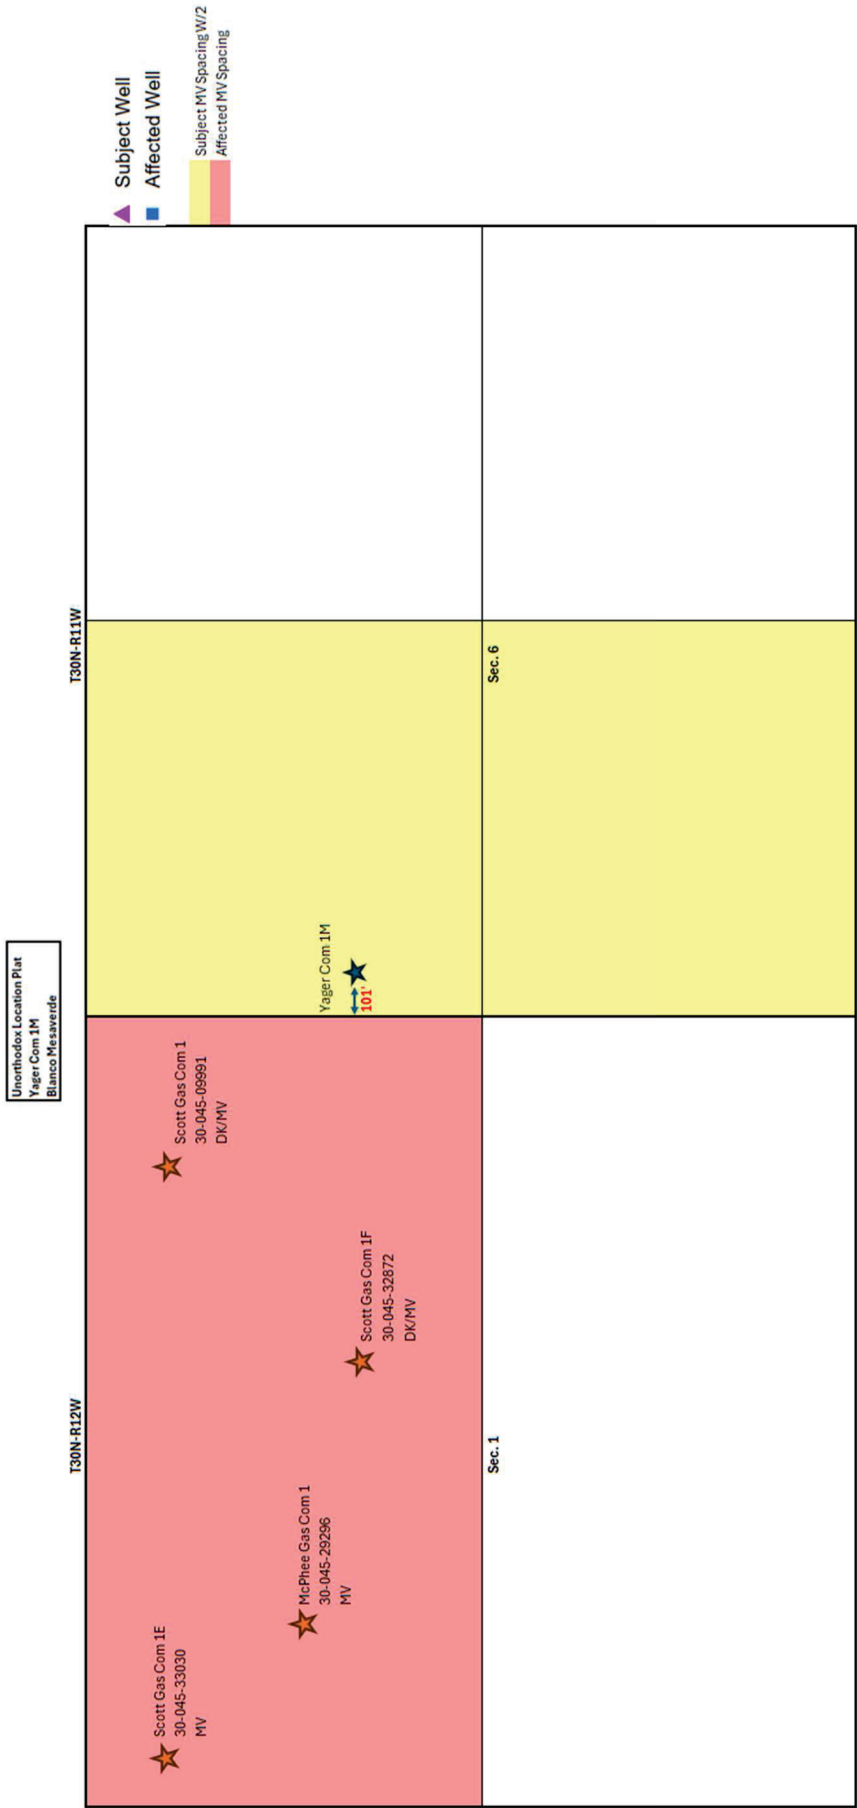 Unorthodox Location Plat
Yager Com 1M
Blanco Mesaverde
T30N-R12W
T30N-R11W
Subject Well
Affected Well
Subject MV Spacing W/2
Affected MV Spacing
Scott Gas Com 1E
30-045-33030
MV
McPhee Gas Com 1
30-045-29296
MV
Scott Gas Com 1F
30-045-32872
DK/MV
Scott Gas Com 1
30-045-09991
DK/MV
Yager Com 1M
101'
Sec. 1
Sec. 6